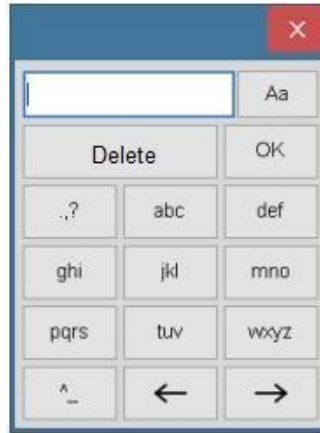 Aa
Delete OK
.,? abc def
ghi jkl mno
pqrs tuv wxyz
^_ ← →